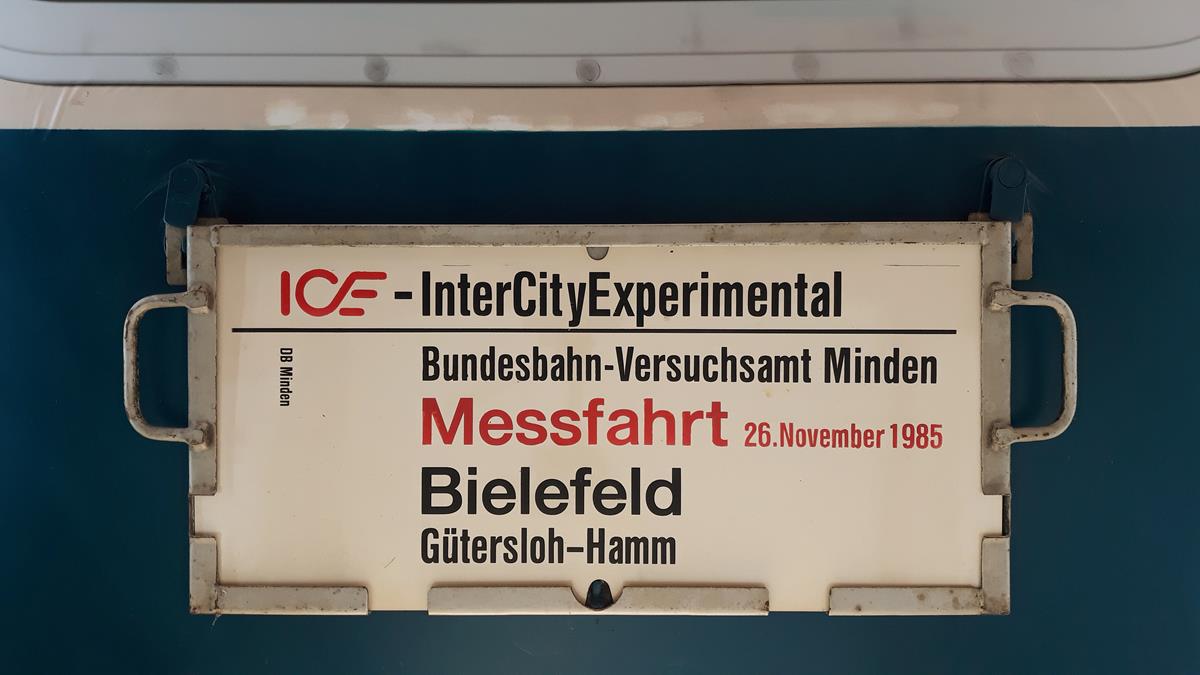 ICE-InterCityExperimental
DB Minden
Bundesbahn-Versuchsamt Minden
Messfahrt 26.November 1985
Bielefeld
Gütersloh-Hamm